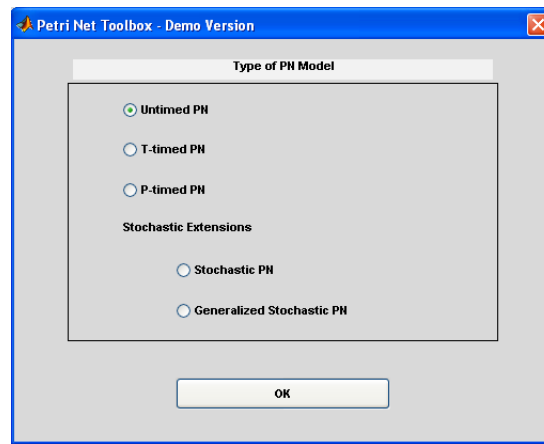 Petri Net Toolbox - Demo Version
Type of PN Model
Untimed PN
T-timed PN
P-timed PN
Stochastic Extensions
Stochastic PN
Generalized Stochastic PN
OK